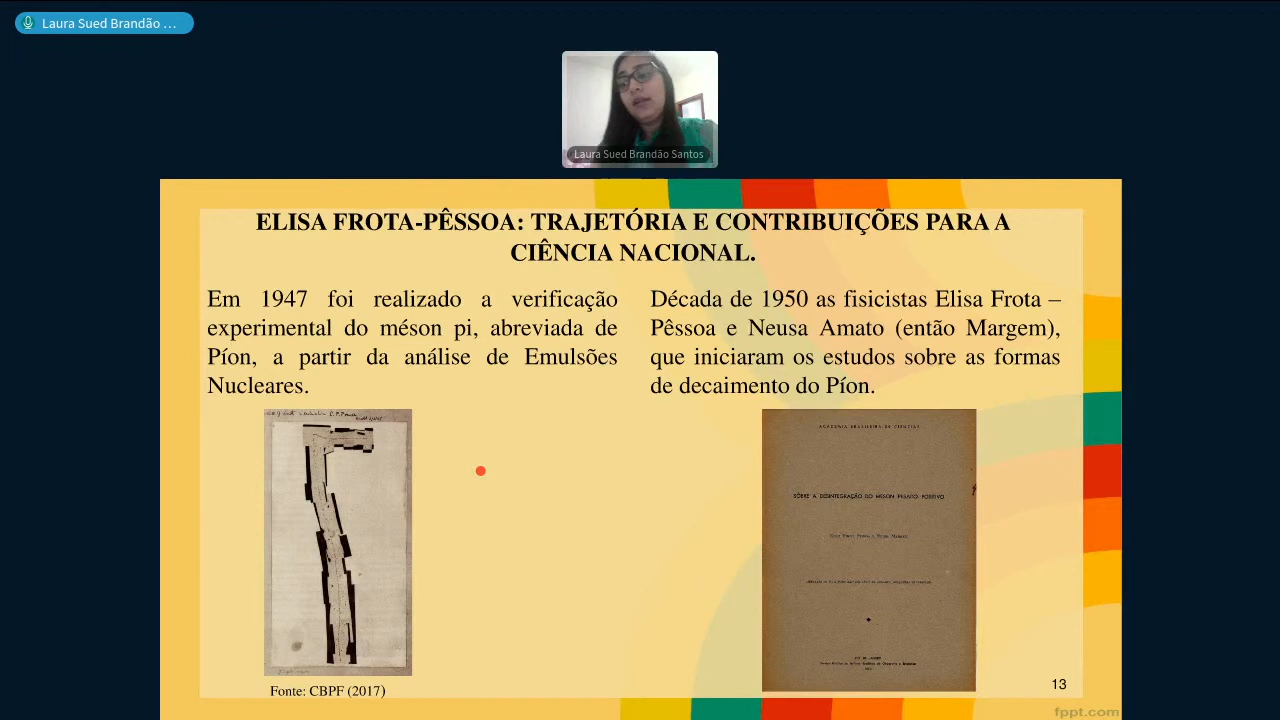 Laura Sued Brandão …
Laura Sued Brandão Santos
ELISA FROTA-PÊSSOA: TRAJETÓRIA E CONTRIBUIÇÕES PARA A
CIÊNCIA NACIONAL.
Em 1947 foi realizado a verificação
experimental do méson pi, abreviada de
Píon, a partir da análise de Emulsões
Nucleares.
Década de 1950 as fisicistas Elisa Frota –
Pêssoa e Neusa Amato (então Margem),
que iniciaram os estudos sobre as formas
de decaimento do Píon.
ACADEMIA BRASILEIRA DE CIÊNCIAS
SÔBRE A DESINTEGRAÇÃO DO MESON PESADO POSITIVO
Fonte: CBPF (2017)
13
fppt.com